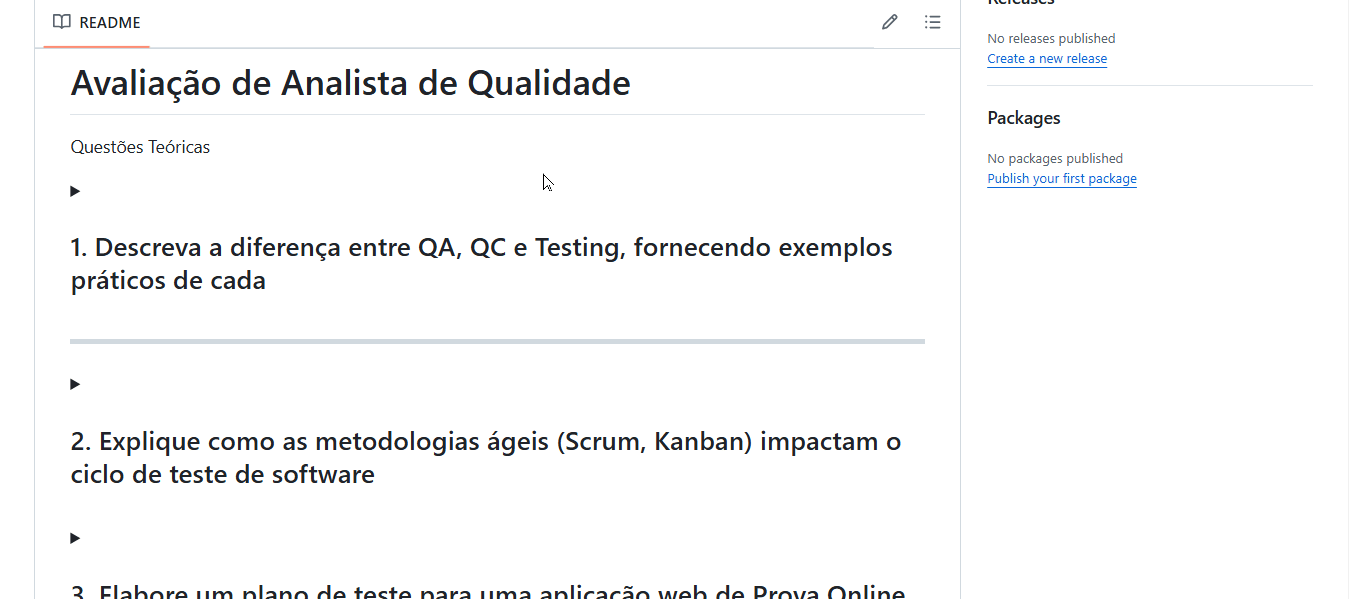 README
Avaliação de Analista de Qualidade
Questões Teóricas
1. Descreva a diferença entre QA, QC e Testing, fornecendo exemplos
práticos de cada
2. Explique como as metodologias ágeis (Scrum, Kanban) impactam o
ciclo de teste de software
3. Elabore um plano de teste para uma aplicação web de Prova Online
Releases
No releases published
Create a new release
Packages
No packages published
Publish your first package